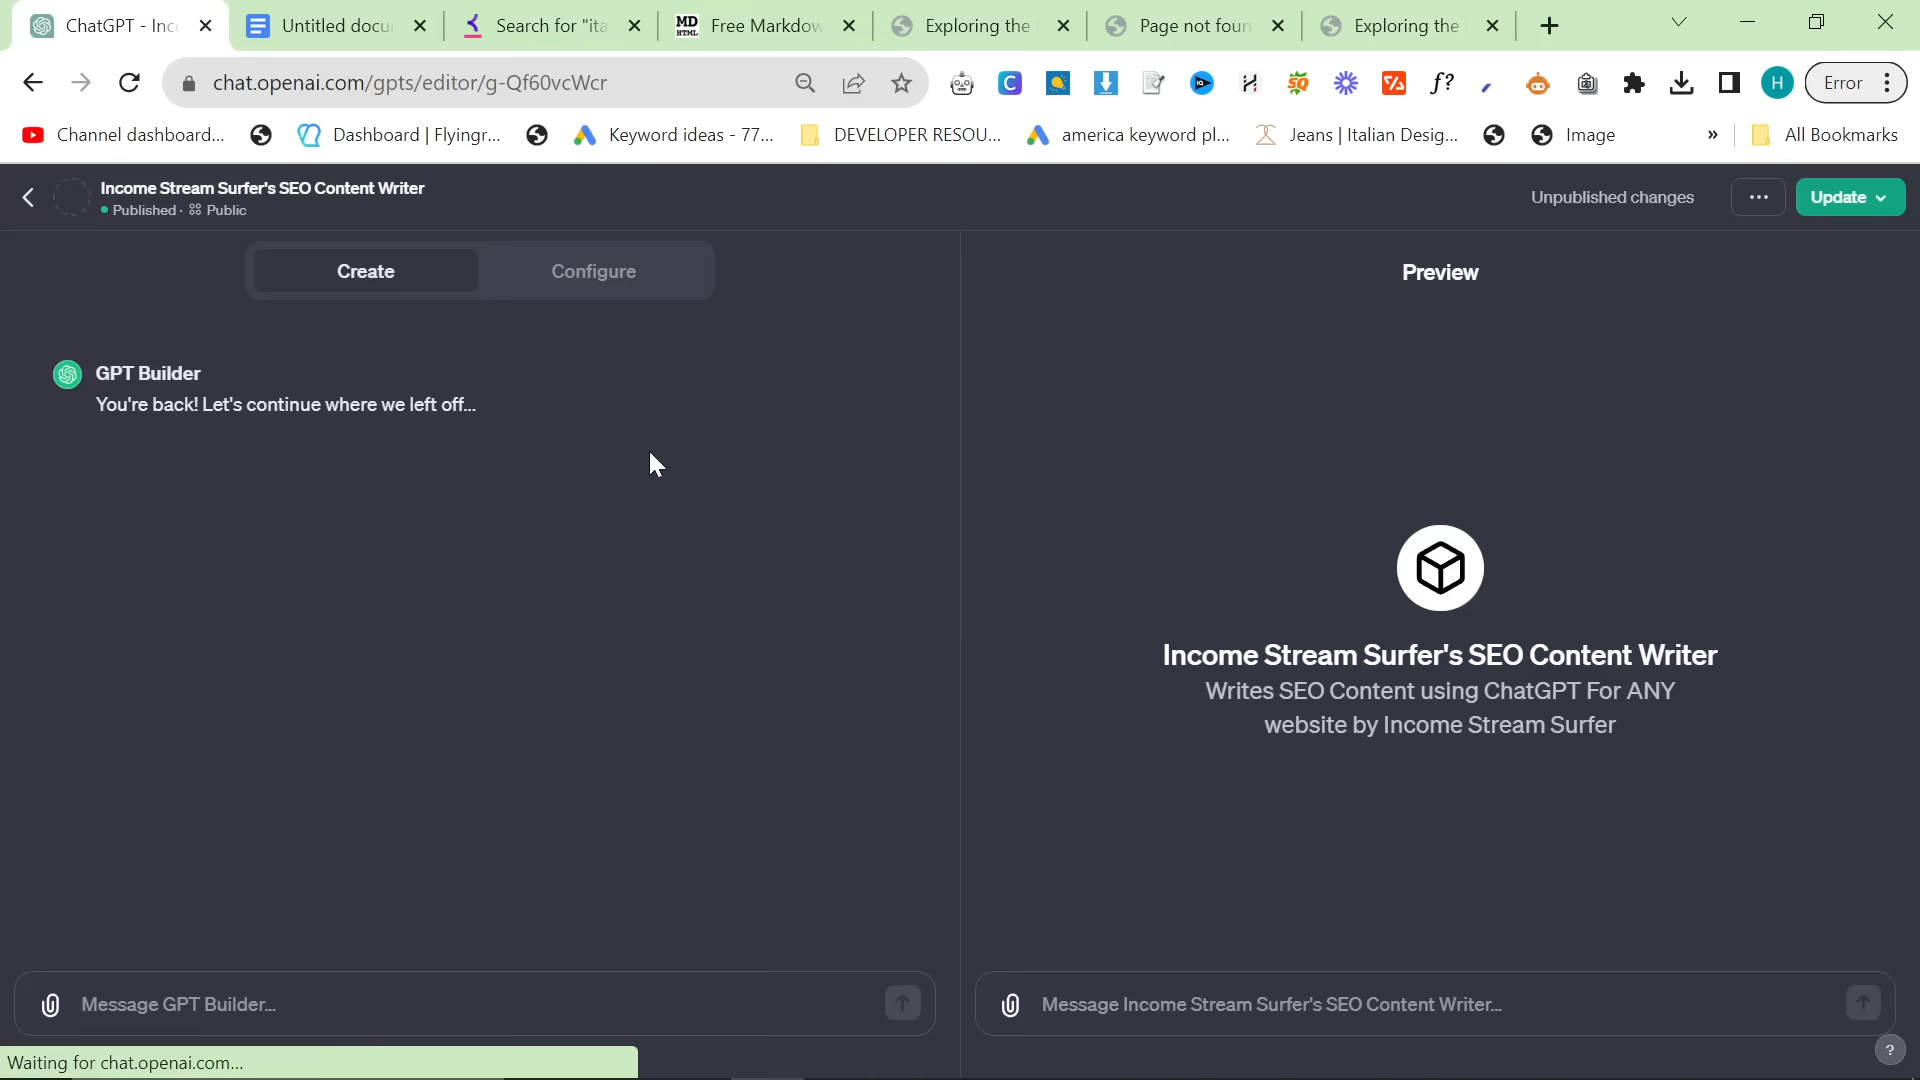 ChatGPT - Inc
Untitled docu
Search for "ita
MD HTML
Free Markdow
Exploring the
Page not foun
Exploring the
chat.openai.com/gpts/editor/g-Qf60vcWcr
H
Error
Channel dashboard...
Dashboard | Flyingr...
Keyword ideas - 77...
DEVELOPER RESOU...
america keyword pl...
Jeans | Italian Desig...
Image
»
All Bookmarks
Income Stream Surfer's SEO Content Writer
Published · Public
Unpublished changes
...
Update
Create
Configure
Preview
GPT Builder
You're back! Let's continue where we left off...
Income Stream Surfer's SEO Content Writer
Writes SEO Content using ChatGPT For ANY
website by Income Stream Surfer
Message GPT Builder...
Message Income Stream Surfer's SEO Content Writer...
?
Waiting for chat.openai.com...